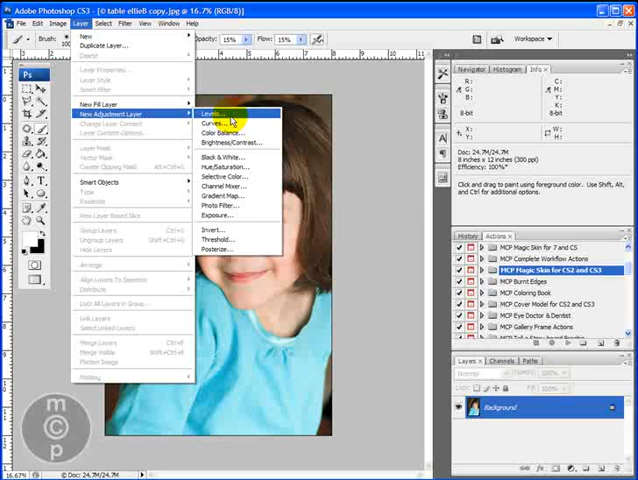 Adobe Photoshop CS3 - [© table ellieB copy.jpg @ 16.7% (RGB/8)]
File Edit Image Layer Select Filter Analysis View Window Help
Brush: Opacity: 15% Flow: 15% Workspace
New
Duplicate Layer...
Delete
Layer Properties...
Layer Style
Smart Filter
New Fill Layer
New Adjustment Layer
Change Layer Content
Layer Content Options...
Layer Mask
Vector Mask
Create Clipping Mask Alt+Ctrl+G
Smart Objects
Type
Rasterize
New Layer Based Slice
Group Layers Ctrl+G
Ungroup Layers Shift+Ctrl+G
Hide Layers
Arrange
Align Layers To Selection
Distribute
Lock All Layers in Group...
Link Layers
Select Linked Layers
Merge Layers Ctrl+E
Merge Visible Shift+Ctrl+E
Flatten Image
Matting
Levels...
Curves...
Color Balance...
Brightness/Contrast...
Black & White...
Hue/Saturation...
Selective Color...
Channel Mixer...
Gradient Map...
Photo Filter...
Exposure...
Invert...
Threshold...
Posterize...
Ps
Navigator Histogram Info
R: C:
G: M:
B: Y:
K:
8-bit 8-bit
X: W:
Y: H:
Doc: 24.7M/24.7M
8 inches x 12 inches (300 ppi)
Click and drag to paint using foreground color. Use Shift, Alt, and Ctrl for additional options.
History Actions
MCP Magic Skin for 7 and CS
MCP Complete Workflow Actions
MCP Magic Skin for CS2 and CS3
MCP Burnt Edges
MCP Coloring Book
MCP Cover Model for CS2 and CS3
MCP Eye Doctor & Dentist
MCP Gallery Frame Actions
Layers Channels Paths
Normal Opacity: 100%
Lock: Fill: 100%
Background
m
© p
16.67% Doc: 24.7M/24.7M